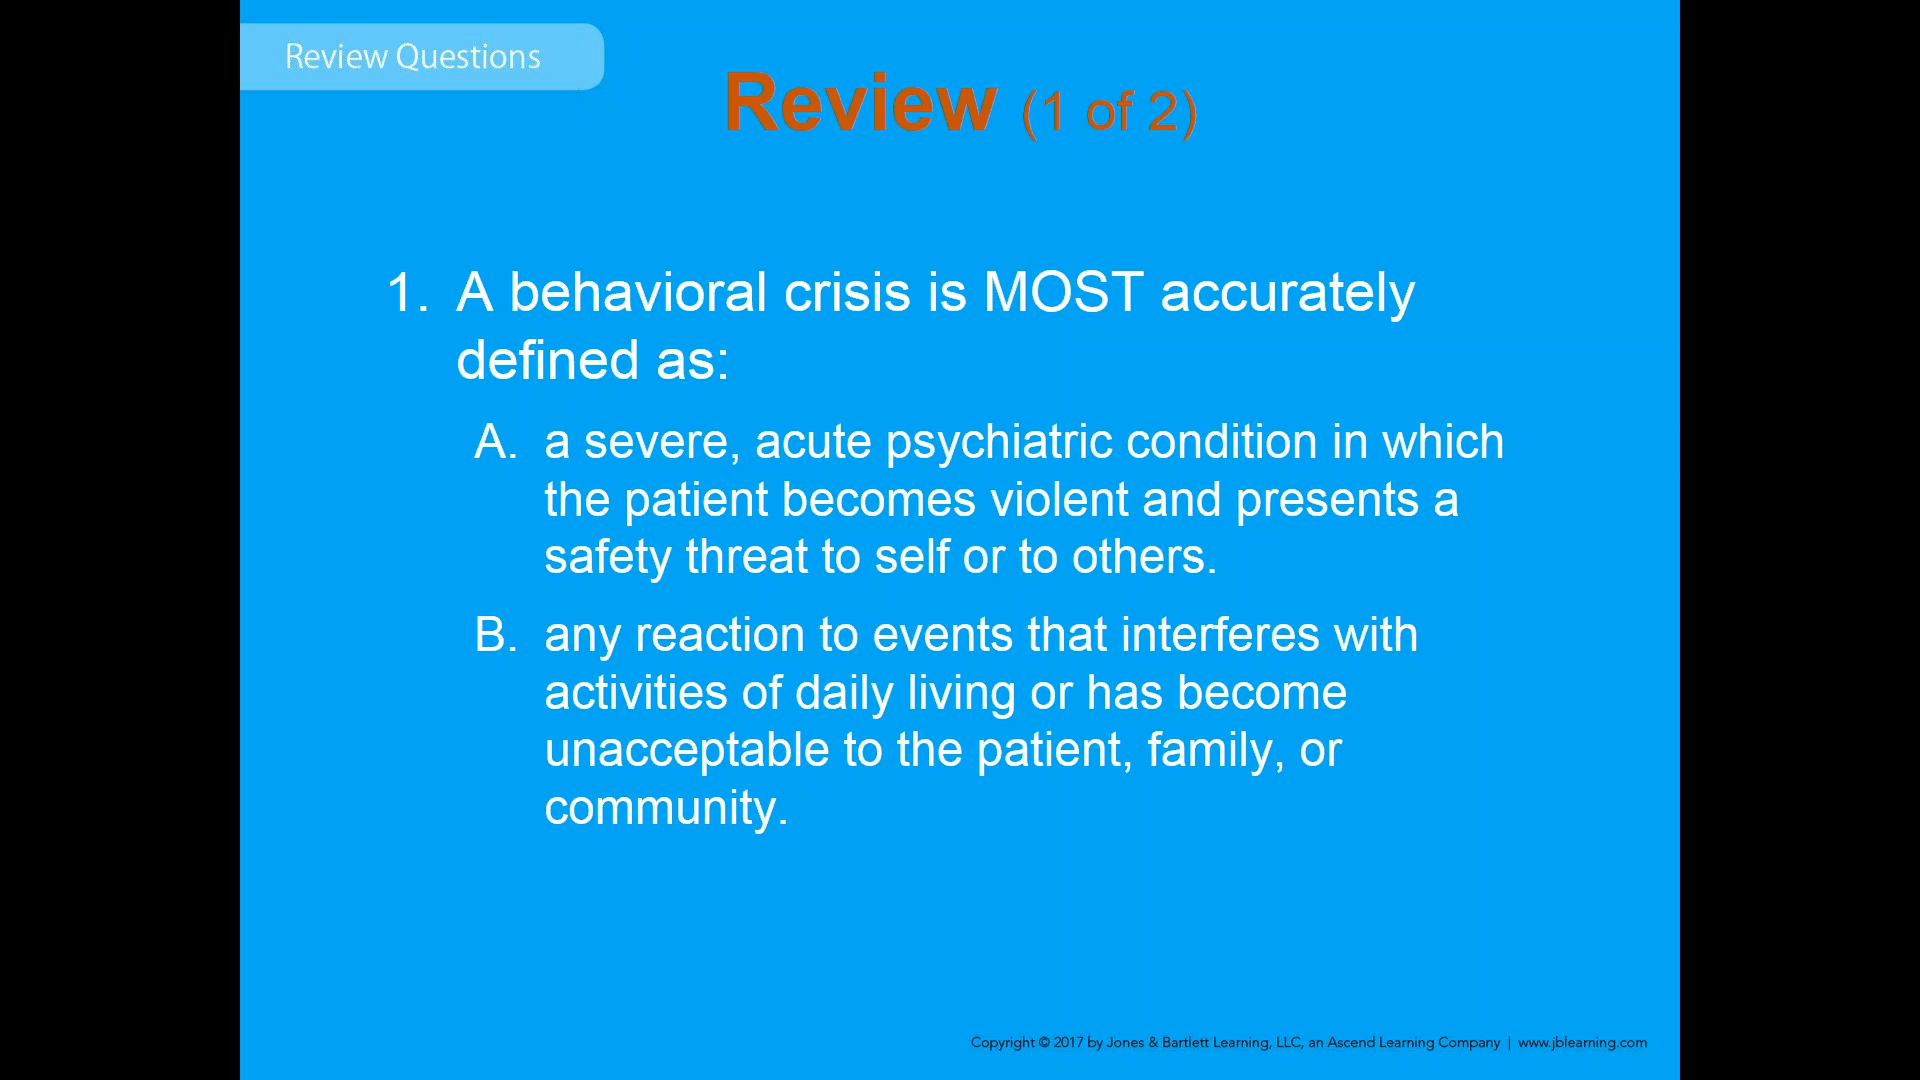 Review Questions
Review (1 of 2)
1. A behavioral crisis is MOST accurately
defined as:
A. a severe, acute psychiatric condition in which
the patient becomes violent and presents a
safety threat to self or to others.
B. any reaction to events that interferes with
activities of daily living or has become
unacceptable to the patient, family, or
community.
Copyright © 2017 by Jones & Bartlett Learning, LLC, an Ascend Learning Company | www.jblearning.com